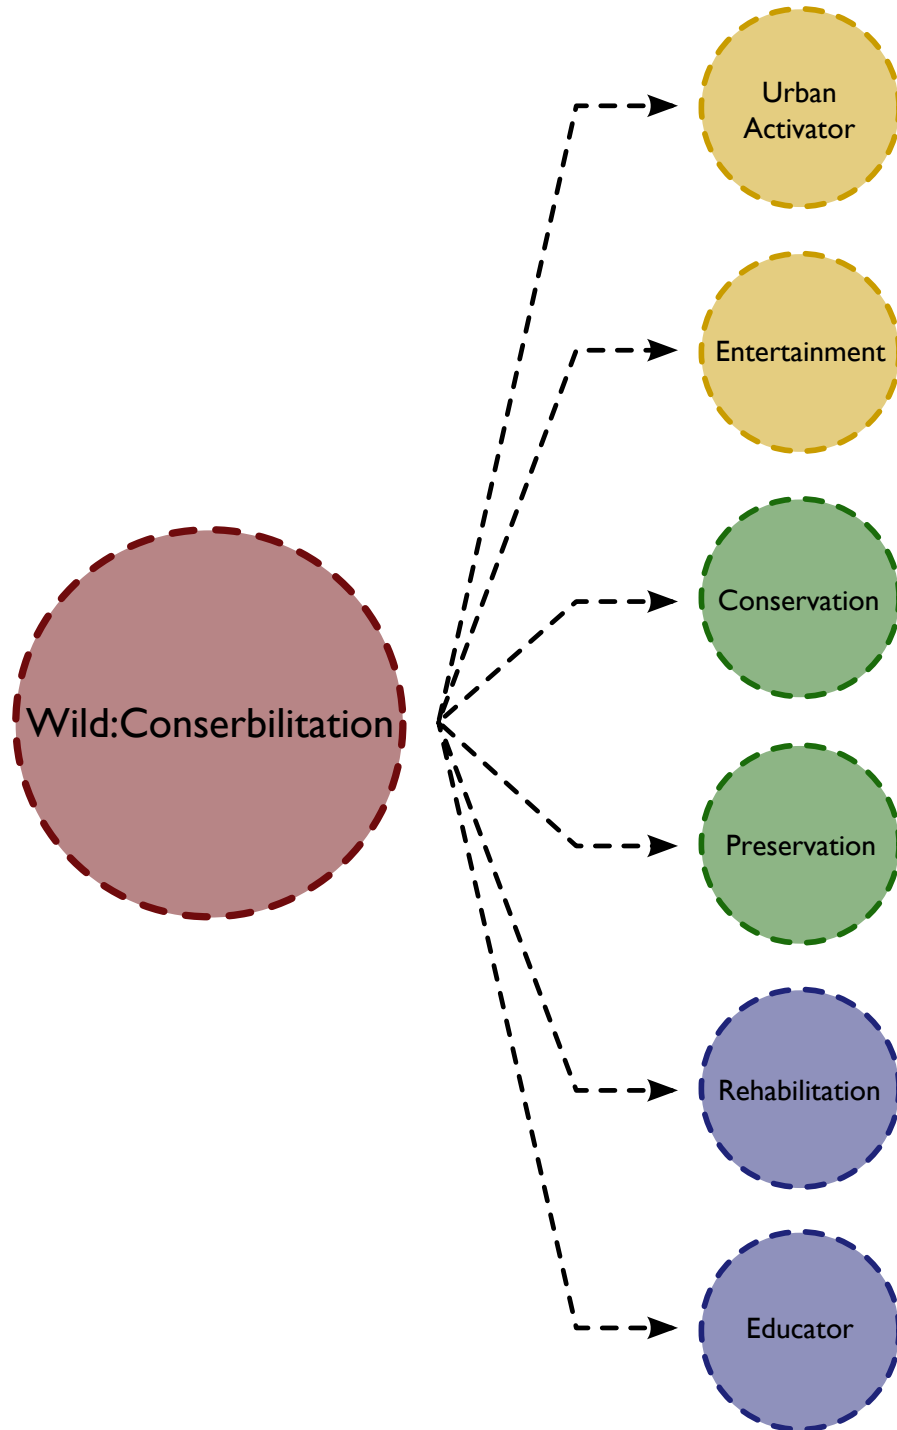 Urban
Activator
Entertainment
Conservation
Wild:Conserbilitation
Preservation
Rehabilitation
Educator